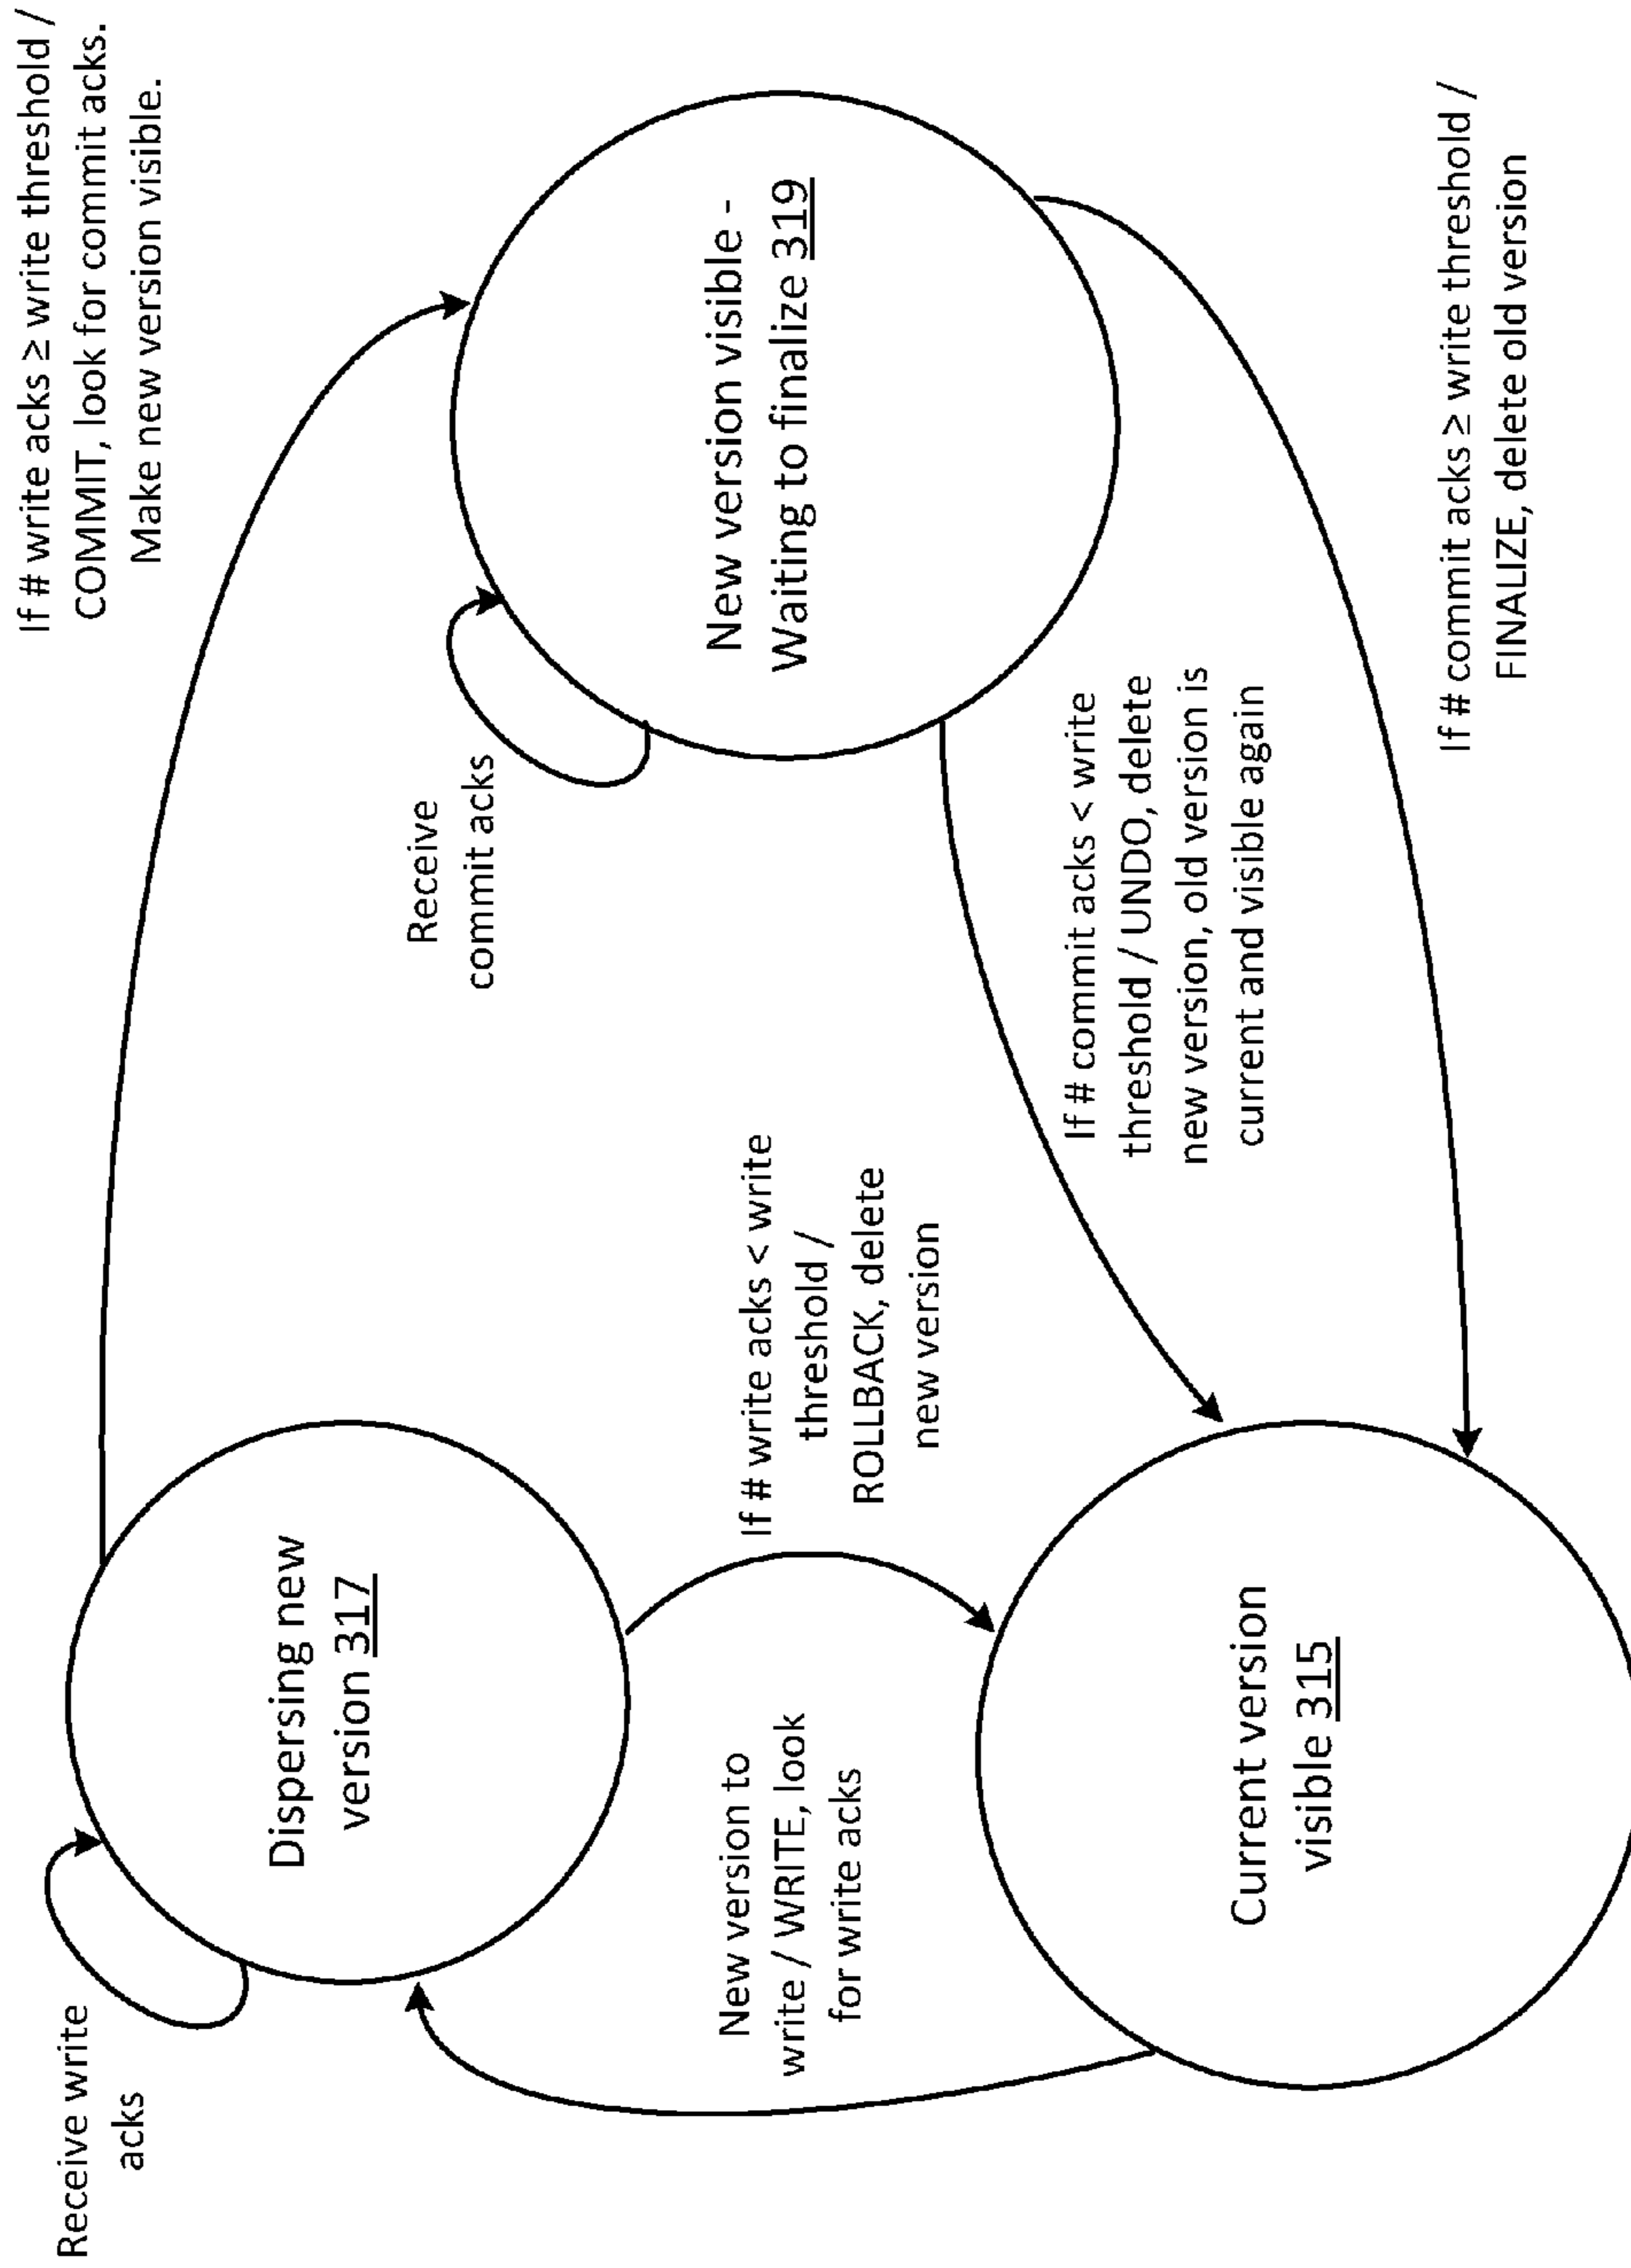 Receive write
acks
Dispersing new
version 317
If # write acks ≥ write threshold /
COMMIT, look for commit acks.
Make new version visible.
Receive
commit acks
New version visible -
Waiting to finalize 319
New version to
write / WRITE, look
for write acks
If # write acks < write
threshold /
ROLLBACK, delete
new version
If # commit acks < write
threshold / UNDO, delete
new version, old version is
current and visible again
Current version
visible 315
If # commit acks ≥ write threshold /
FINALIZE, delete old version